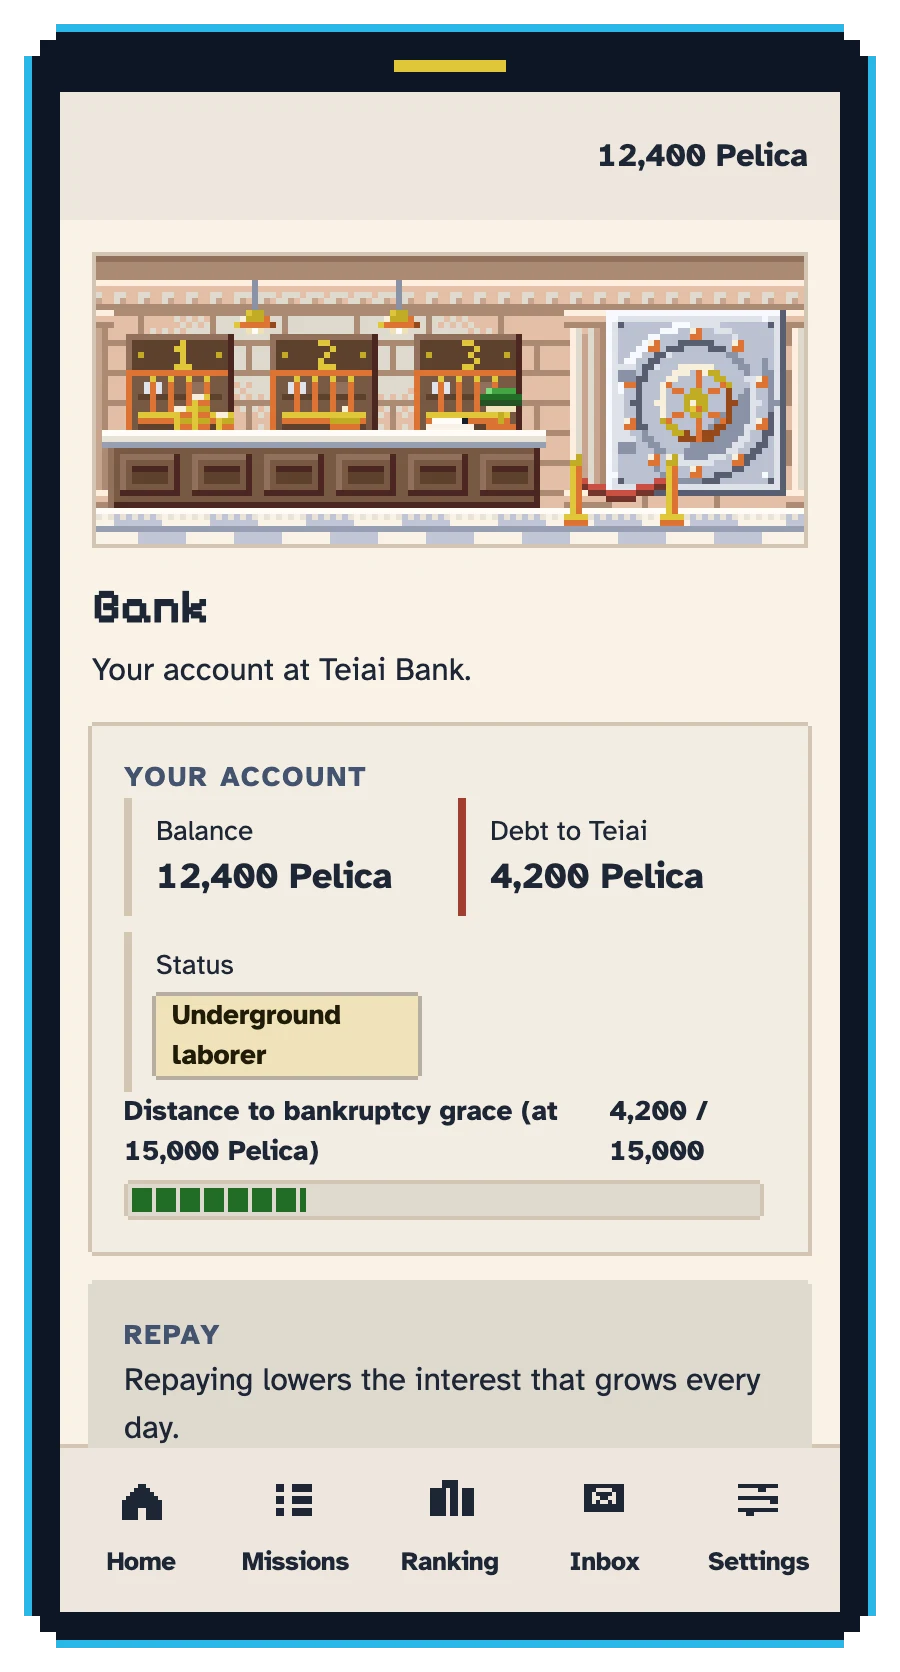 12,400 Pelica
1 2 3
Bank
Your account at Teiai Bank.
YOUR ACCOUNT
Balance
12,400 Pelica
Debt to Teiai
4,200 Pelica
Status
Underground
laborer
Distance to bankruptcy grace (at
15,000 Pelica)
4,200 /
15,000
REPAY
Repaying lowers the interest that grows every
day.
Home
Missions
Ranking
Inbox
Settings